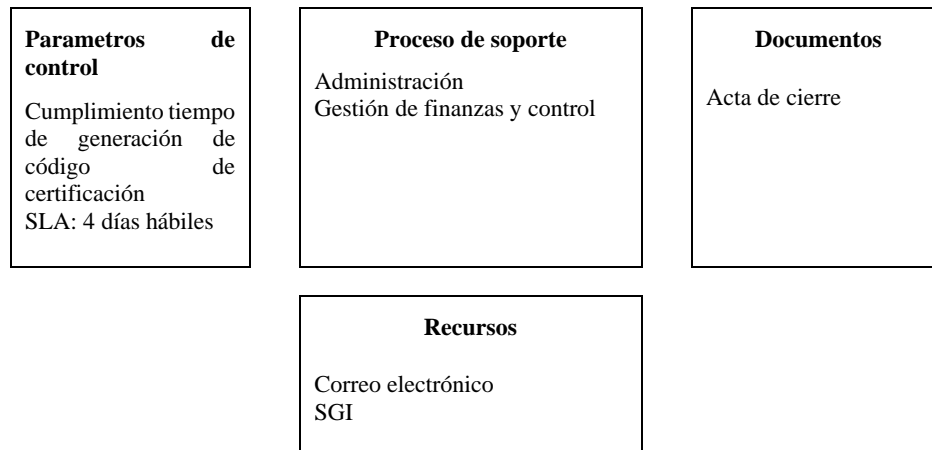 Parametros de
control
Cumplimiento tiempo
de generación de
código de
certificación
SLA: 4 días hábiles
Proceso de soporte
Administración
Gestión de finanzas y control
Documentos
Acta de cierre
Recursos
Correo electrónico
SGI